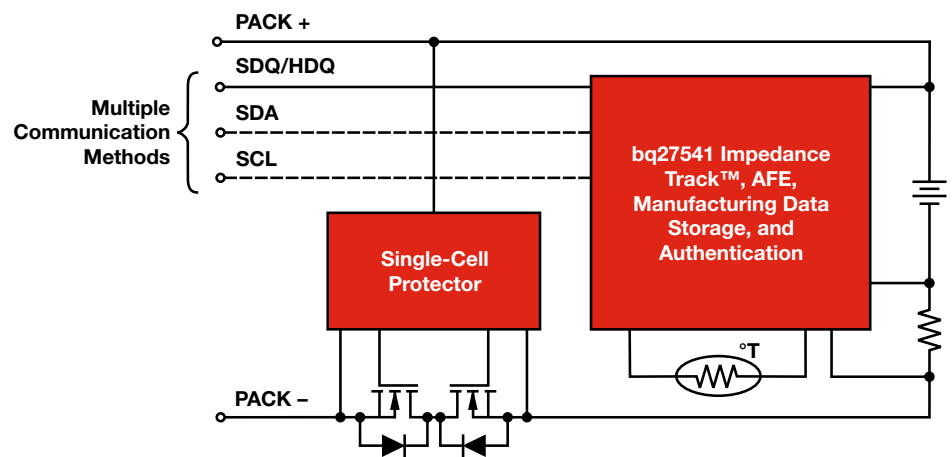 PACK +
SDQ/HDQ
SDA
SCL
Multiple
Communication
Methods
bq27541 Impedance
Track™, AFE,
Manufacturing Data
Storage, and
Authentication
Single-Cell
Protector
°T
PACK –